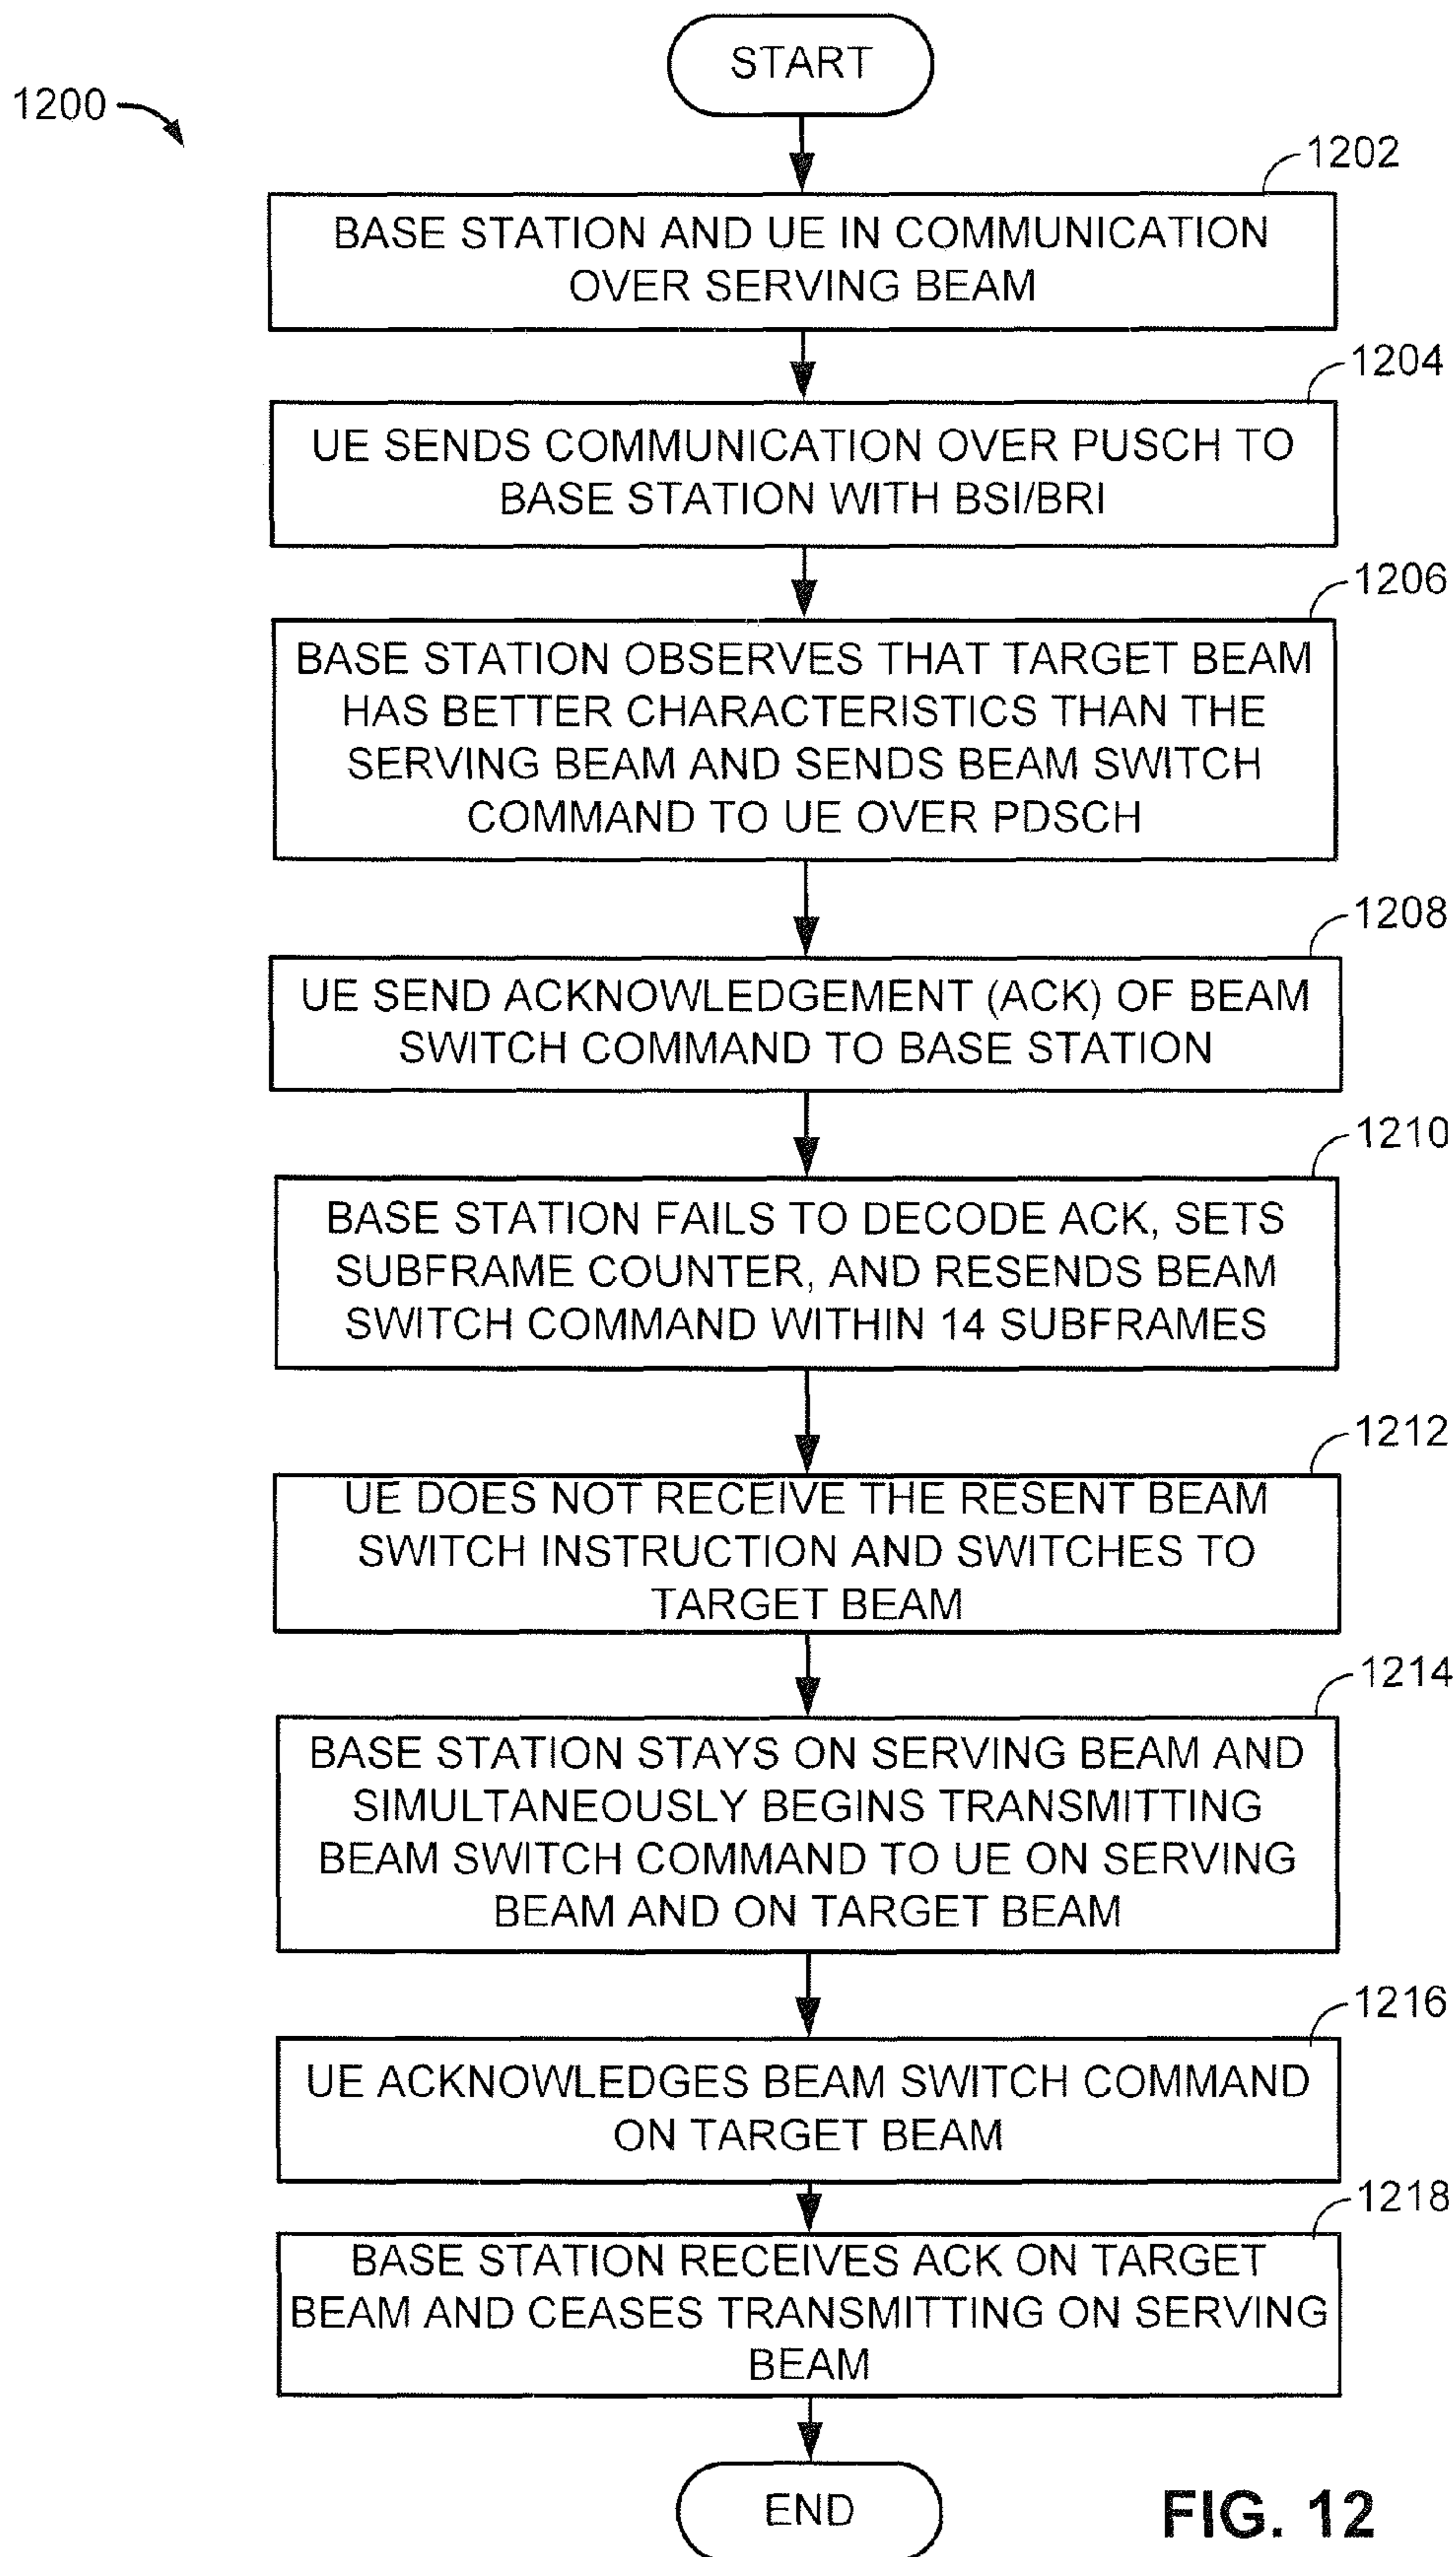 START
1200
1202
BASE STATION AND UE IN COMMUNICATION
OVER SERVING BEAM
1204
UE SENDS COMMUNICATION OVER PUSCH TO
BASE STATION WITH BSI/BRI
1206
BASE STATION OBSERVES THAT TARGET BEAM
HAS BETTER CHARACTERISTICS THAN THE
SERVING BEAM AND SENDS BEAM SWITCH
COMMAND TO UE OVER PDSCH
1208
UE SEND ACKNOWLEDGEMENT (ACK) OF BEAM
SWITCH COMMAND TO BASE STATION
1210
BASE STATION FAILS TO DECODE ACK, SETS
SUBFRAME COUNTER, AND RESENDS BEAM
SWITCH COMMAND WITHIN 14 SUBFRAMES
1212
UE DOES NOT RECEIVE THE RESENT BEAM
SWITCH INSTRUCTION AND SWITCHES TO
TARGET BEAM
1214
BASE STATION STAYS ON SERVING BEAM AND
SIMULTANEOUSLY BEGINS TRANSMITTING
BEAM SWITCH COMMAND TO UE ON SERVING
BEAM AND ON TARGET BEAM
1216
UE ACKNOWLEDGES BEAM SWITCH COMMAND
ON TARGET BEAM
1218
BASE STATION RECEIVES ACK ON TARGET
BEAM AND CEASES TRANSMITTING ON SERVING
BEAM
END
FIG. 12